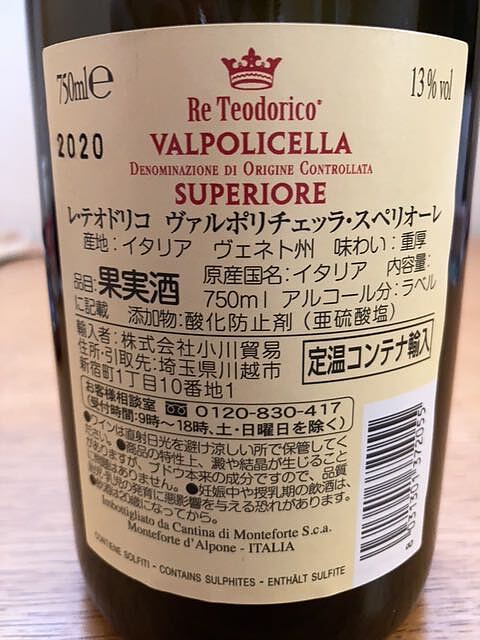 750ml e
13% vol
2020
Re Teodorico®
VALPOLICELLA
DENOMINAZIONE DI ORIGINE CONTROLLATA
SUPERIORE
レ・テオドリコ ヴァルポリチェッラ・スペリオーレ
産地：イタリア ヴェネト州 味わい：重厚
品目：果実酒 原産国名：イタリア 内容量：
750ml アルコール分：ラベル
に記載 添加物：酸化防止剤（亜硫酸塩）
輸入者：株式会社小川貿易
住所・引取先：埼玉県川越市
新宿町1丁目10番地1
定温コンテナ輸入
お客様相談室 0120-830-417
（受付時間：9時〜18時、土・日曜日を除く）
●ワインは直射日光を避け涼しい所で保管してく
ださい。●商品の特性上、澱や結晶が生じること
がありますが、ブドウ本来の成分ですので、品質
に問題はありません。●妊娠中や授乳期の飲酒は、
胎児・乳児の発育に悪影響を与える恐れがあります。
●飲酒は20歳になってから。
Imbottigliato da Cantina di Monteforte S.c.a.
Monteforte d'Alpone - ITALIA
CONTIENE SOLFITI - CONTAINS SULPHITES - ENTHÄLT SULFITE